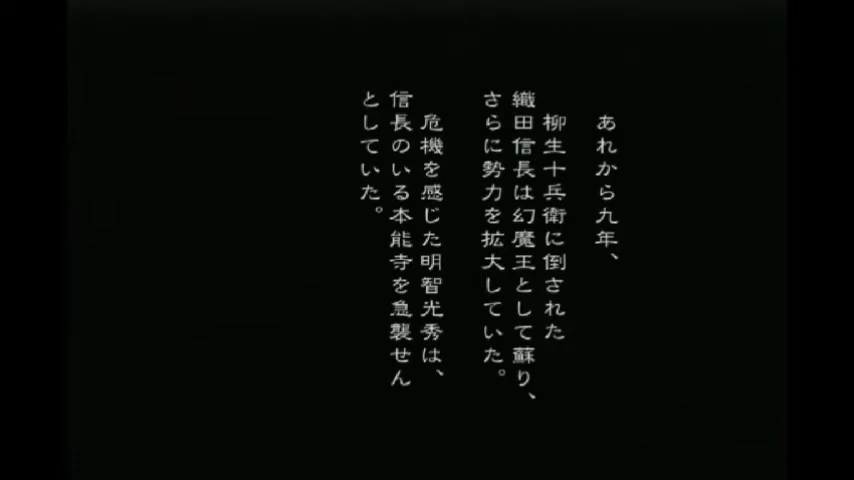 あれから九年、
柳生十兵衛に倒された
織田信長は幻魔王として蘇り、
さらに勢力を拡大していた。
危機を感じた明智光秀は、
信長のいる本能寺を急襲せん
としていた。